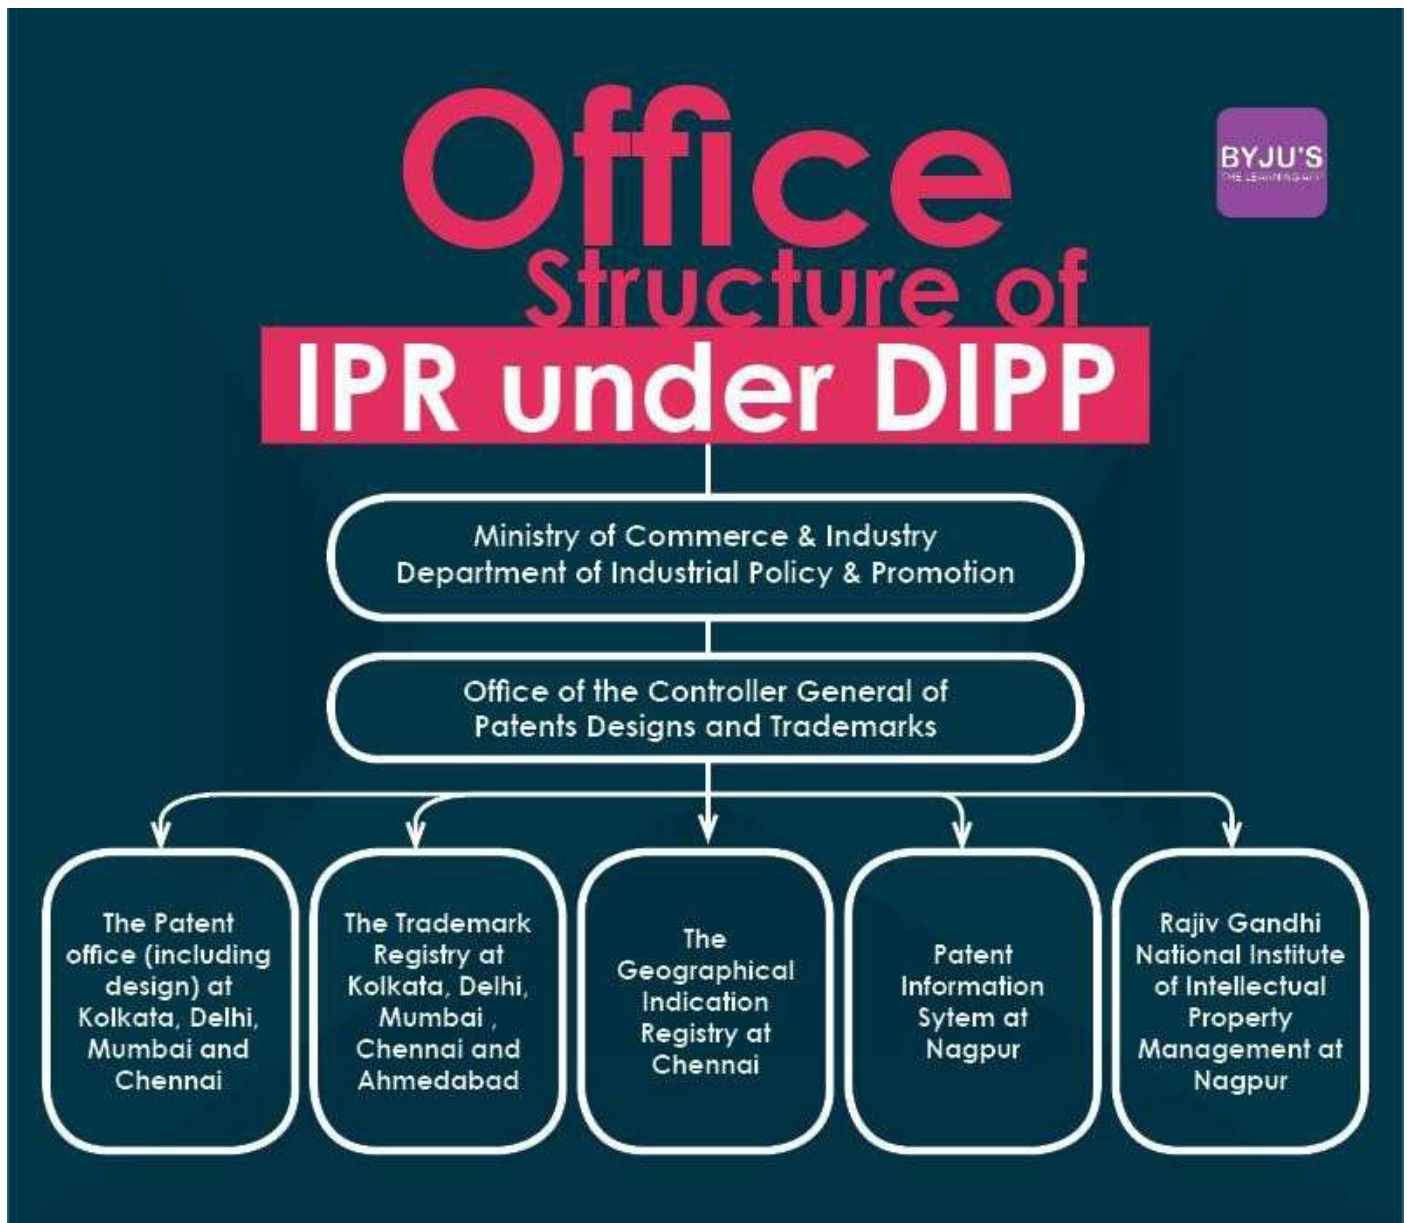 Office
BYJU'S
THE LEARNING APP
Structure of
IPR under DIPP
Ministry of Commerce & Industry
Department of Industrial Policy & Promotion
Office of the Controller General of
Patents Designs and Trademarks
The Patent
office (including
design) at
Kolkata, Delhi,
Mumbai and
Chennai
The Trademark
Registry at
Kolkata, Delhi,
Mumbai ,
Chennai and
Ahmedabad
The
Geographical
Indication
Registry at
Chennai
Patent
Information
Sytem at
Nagpur
Rajiv Gandhi
National Institute
of Intellectual
Property
Management at
Nagpur